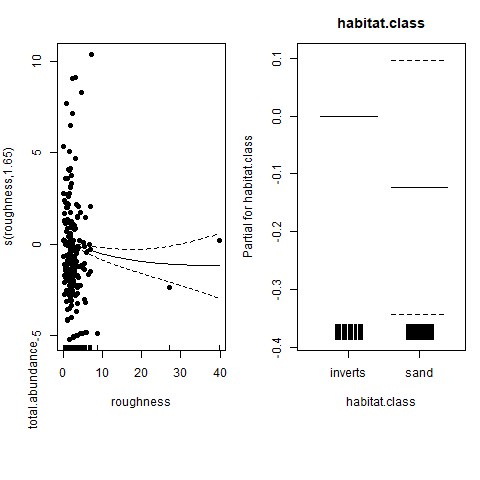 habitat.class
s(roughness,1.65)
10
5
0
-5
0 10 20 30 40
roughness
total.abundance
Partial for habitat.class
0.1
0.0
-0.1
-0.2
-0.3
-0.4
inverts sand
habitat.class